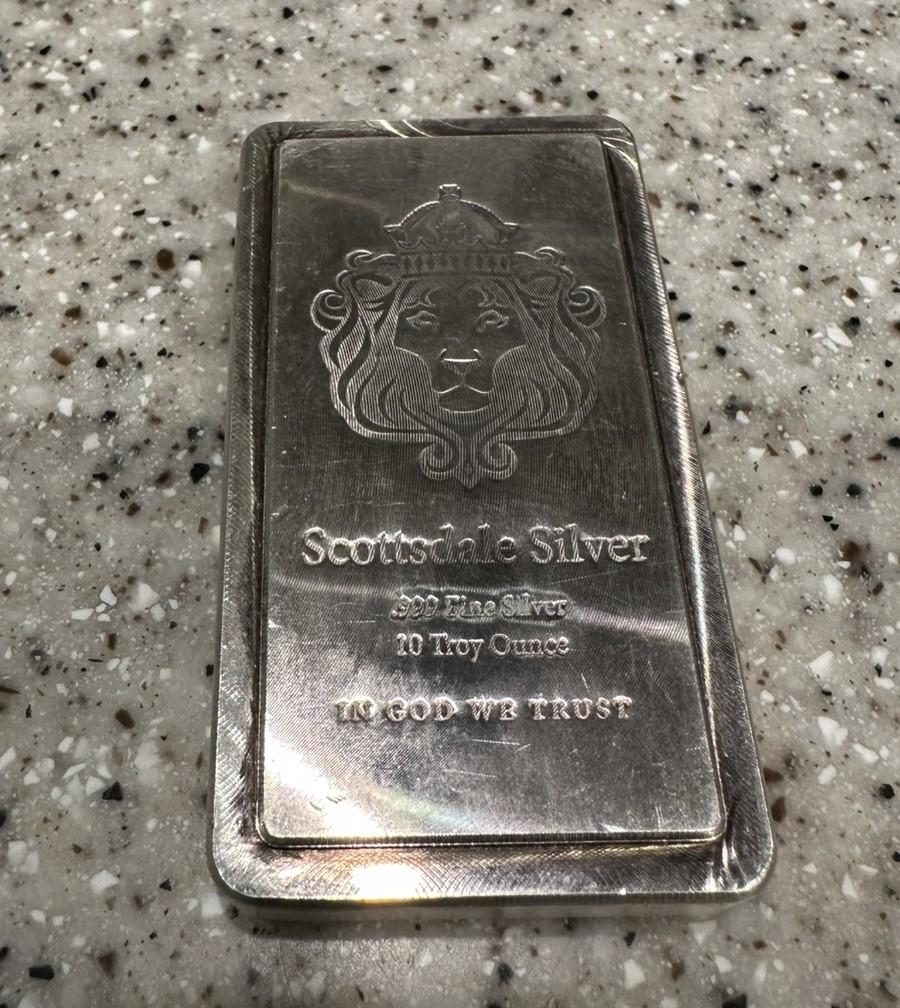 Scottsdale Silver
.999 Fine Silver
10 Troy Ounce
IN GOD WE TRUST